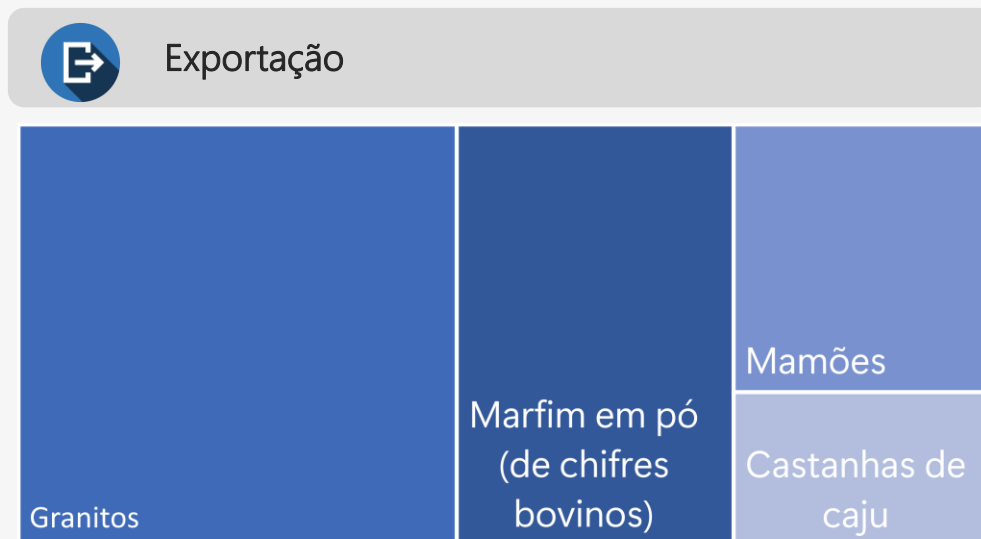 Exportação
Granitos
Marfim em pó
(de chifres
bovinos)
Mamões
Castanhas de
caju